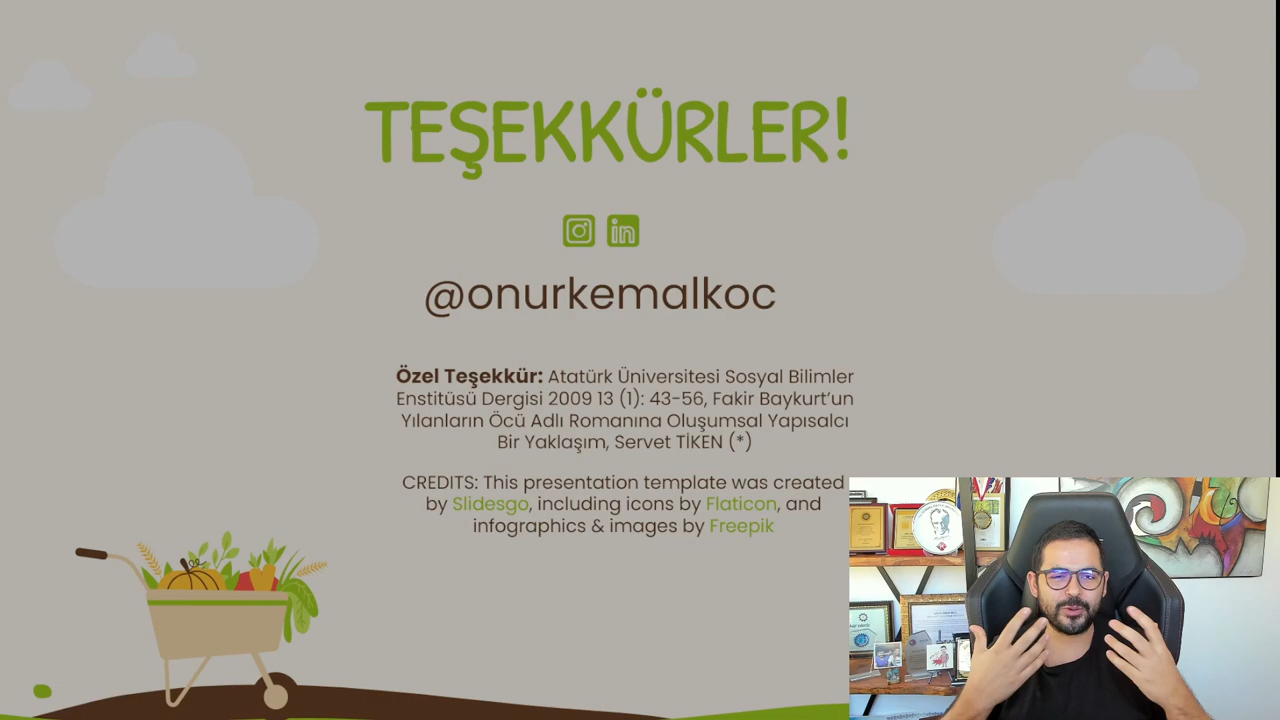 TEŞEKKÜRLER!
@onurkemalkoc
Özel Teşekkür: Atatürk Üniversitesi Sosyal Bilimler
Enstitüsü Dergisi 2009 13 (1): 43-56, Fakir Baykurt’un
Yılanların Öcü Adlı Romanına Oluşumsal Yapısalcı
Bir Yaklaşım, Servet TİKEN (*)
CREDITS: This presentation template was created
by Slidesgo, including icons by Flaticon, and
infographics & images by Freepik